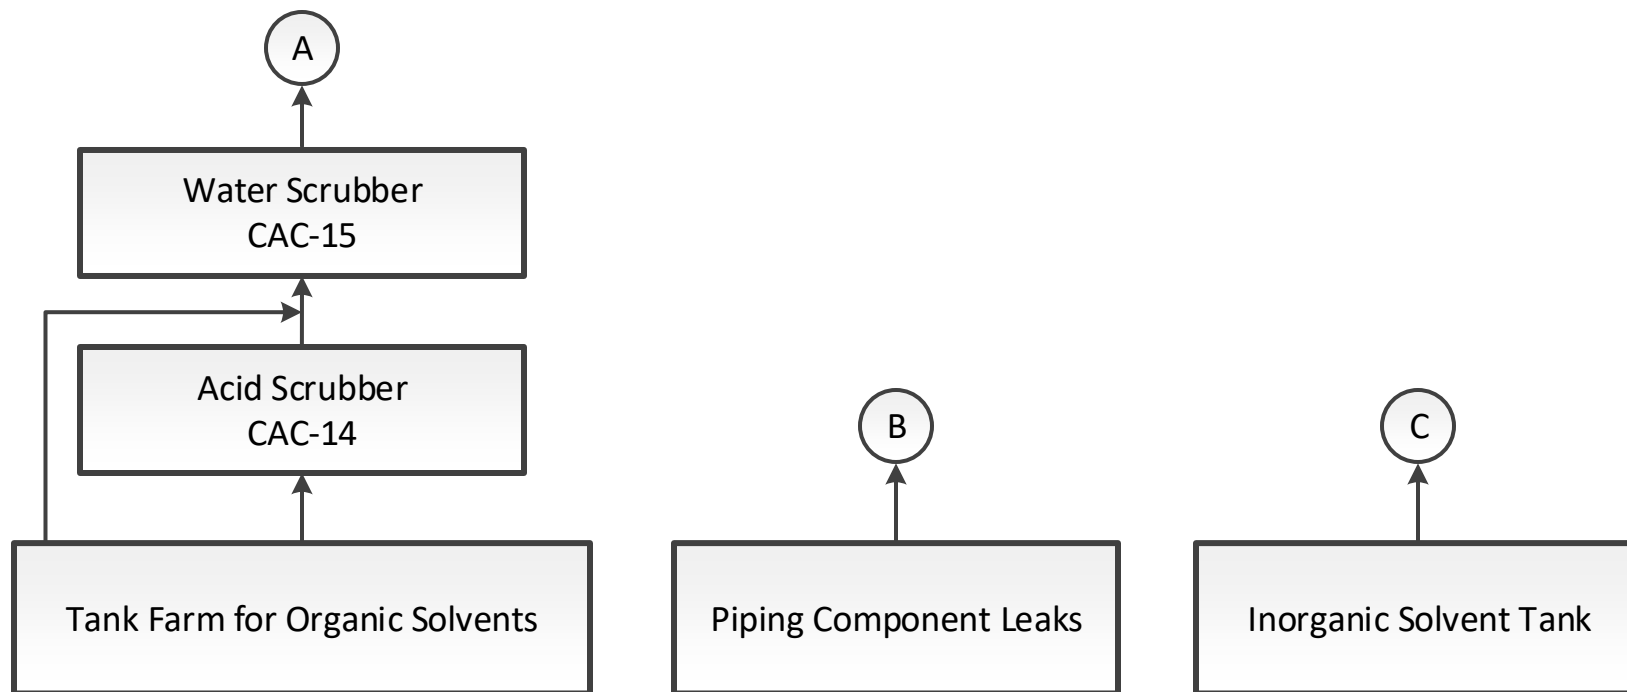 A
Water Scrubber
CAC-15
Acid Scrubber
CAC-14
B
C
Tank Farm for Organic Solvents
Piping Component Leaks
Inorganic Solvent Tank